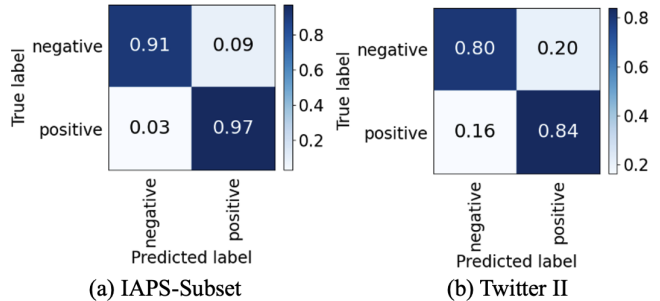 True label
negative
positive
0.91 0.09
0.03 0.97
negative
positive
Predicted label
0.8
0.6
0.4
0.2
(a) IAPS-Subset
True label
negative
positive
0.80 0.20
0.16 0.84
negative
positive
Predicted label
0.8
0.6
0.4
0.2
(b) Twitter II